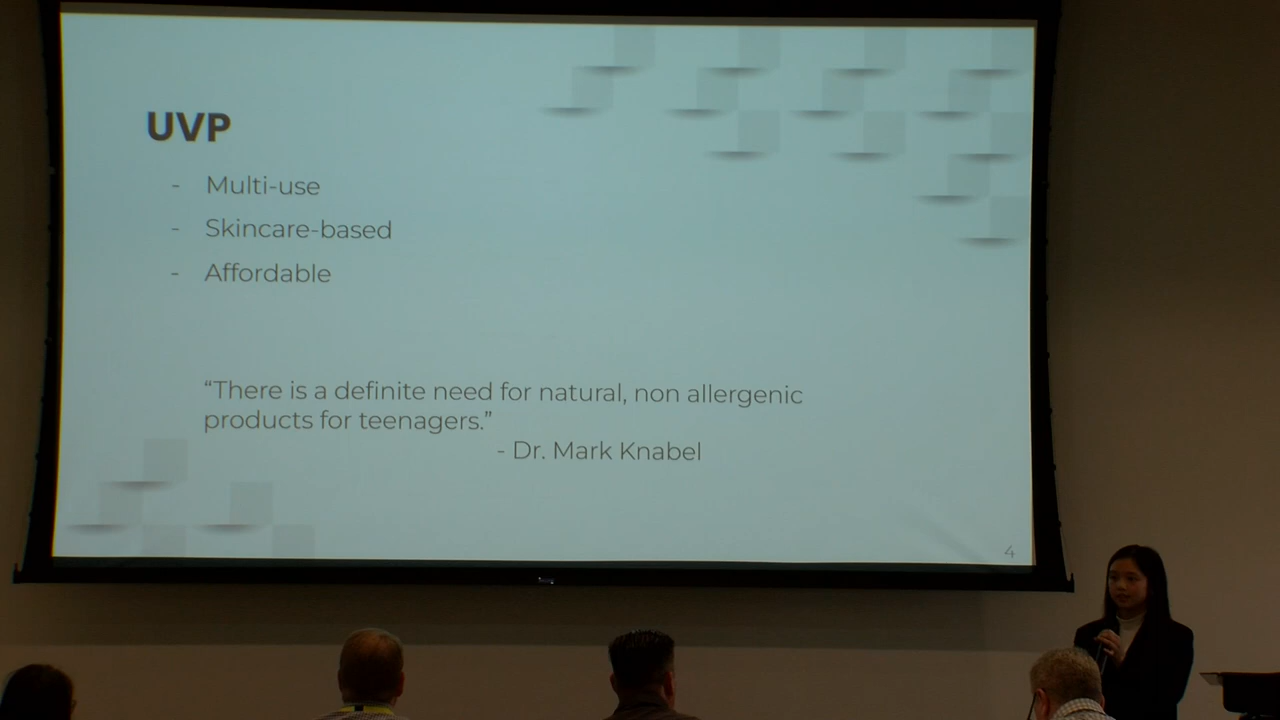 UVP
- Multi-use
- Skincare-based
- Affordable
“There is a definite need for natural, non allergenic
products for teenagers.”
- Dr. Mark Knabel
4